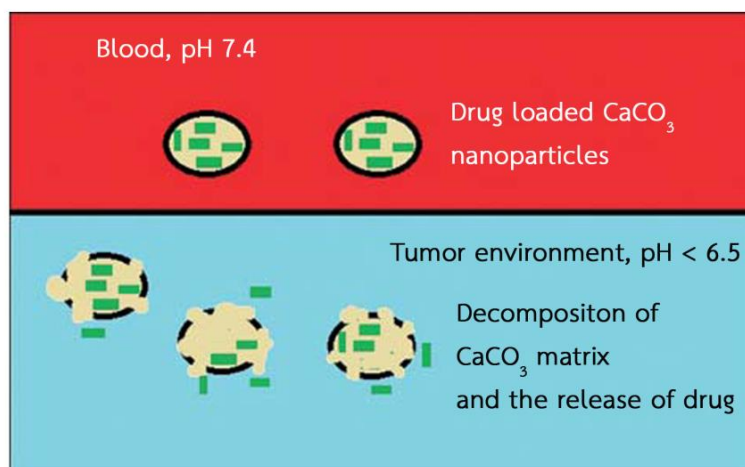 Blood, pH 7.4
Drug loaded CaCO₃
nanoparticles
Tumor environment, pH < 6.5
Decompositon of
CaCO₃ matrix
and the release of drug